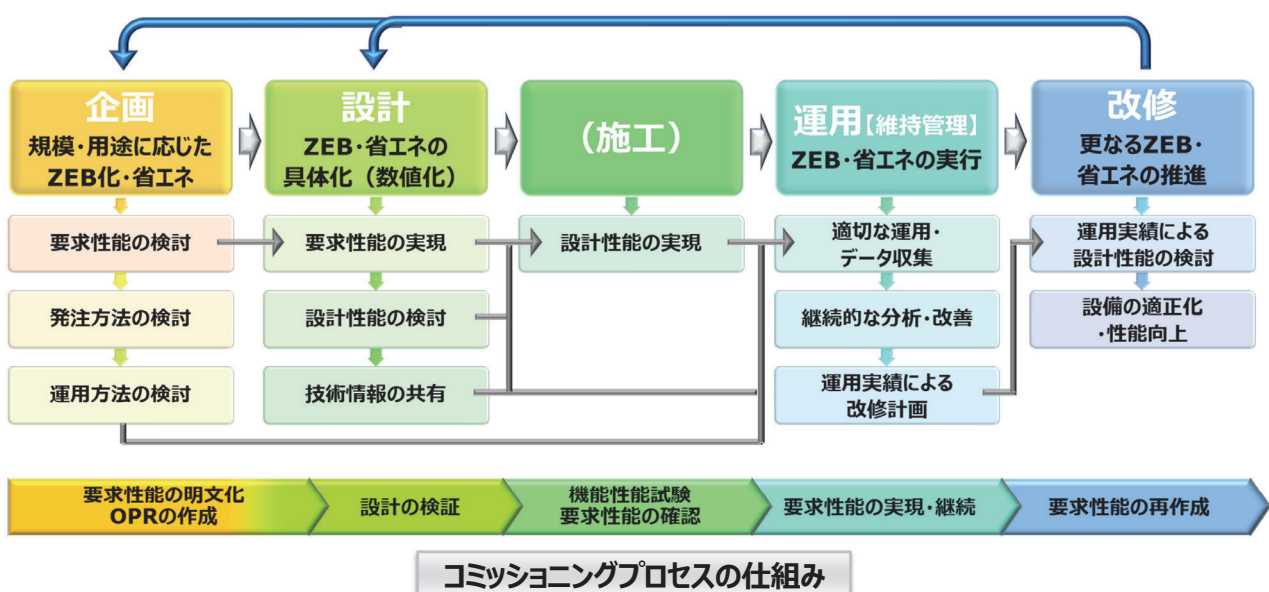 企画
規模・用途に応じた
ZEB化・省エネ
設計
ZEB・省エネの
具体化（数値化）
（施工）
運用【維持管理】
ZEB・省エネの実行
改修
更なるZEB・
省エネの推進
要求性能の検討
発注方法の検討
運用方法の検討
要求性能の実現
設計性能の検討
技術情報の共有
設計性能の実現
適切な運用・
データ収集
継続的な分析・改善
運用実績による
改修計画
運用実績による
設計性能の検討
設備の適正化
・性能向上
要求性能の明文化
OPRの作成
設計の検証
機能性能試験
要求性能の確認
要求性能の実現・継続
要求性能の再作成
コミッショニングプロセスの仕組み